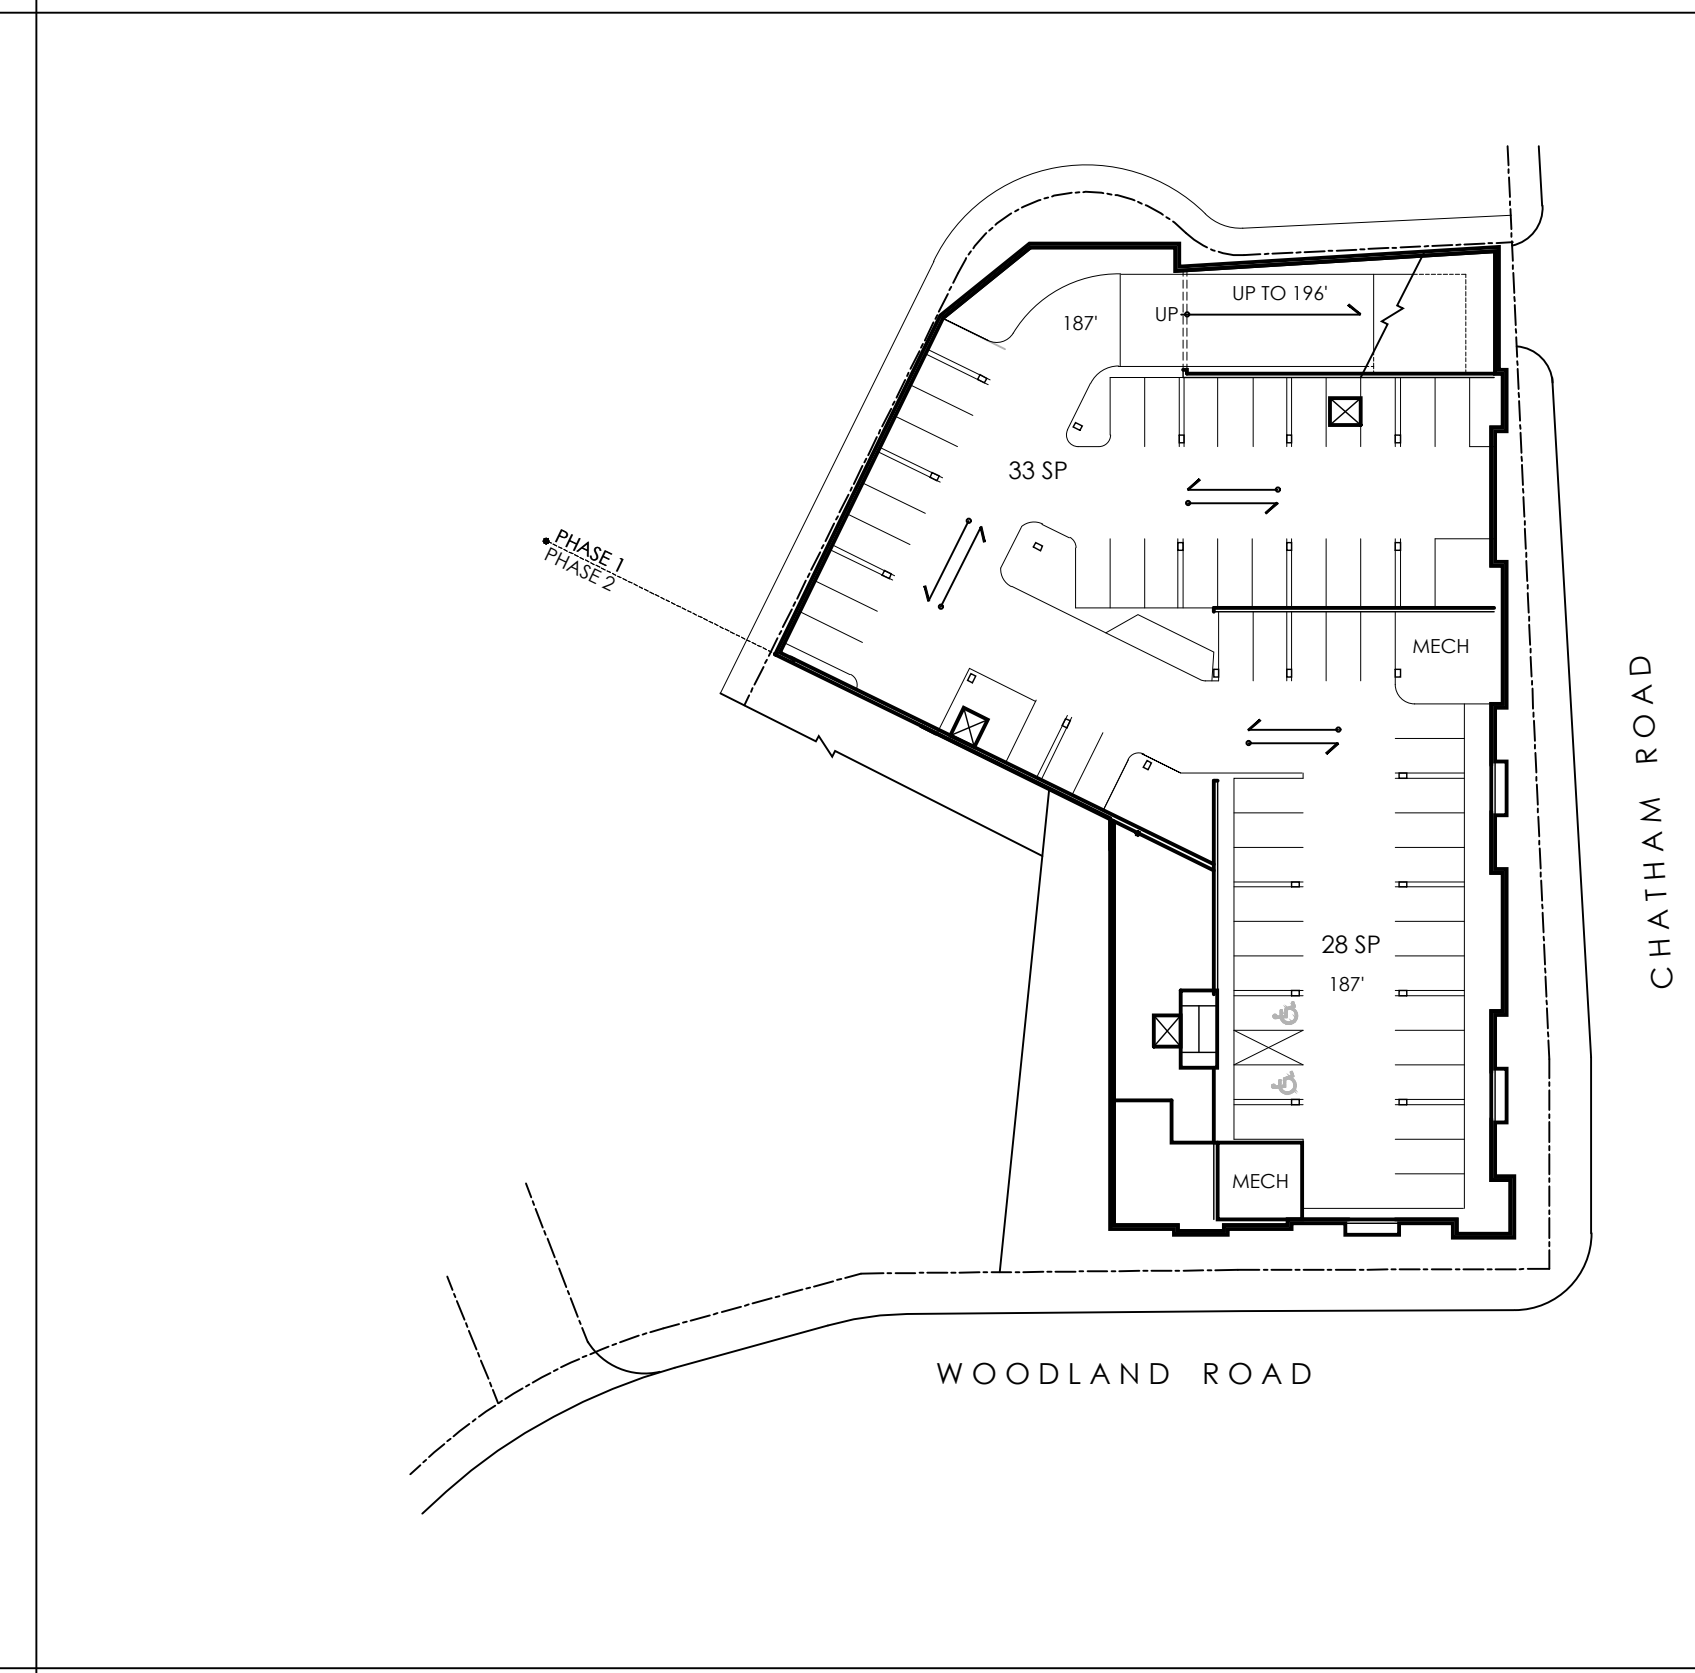 UP TO 196'
UP
187'
33 SP
PHASE 1
PHASE 2
MECH
CHATHAM ROAD
28 SP
187'
MECH
WOODLAND ROAD